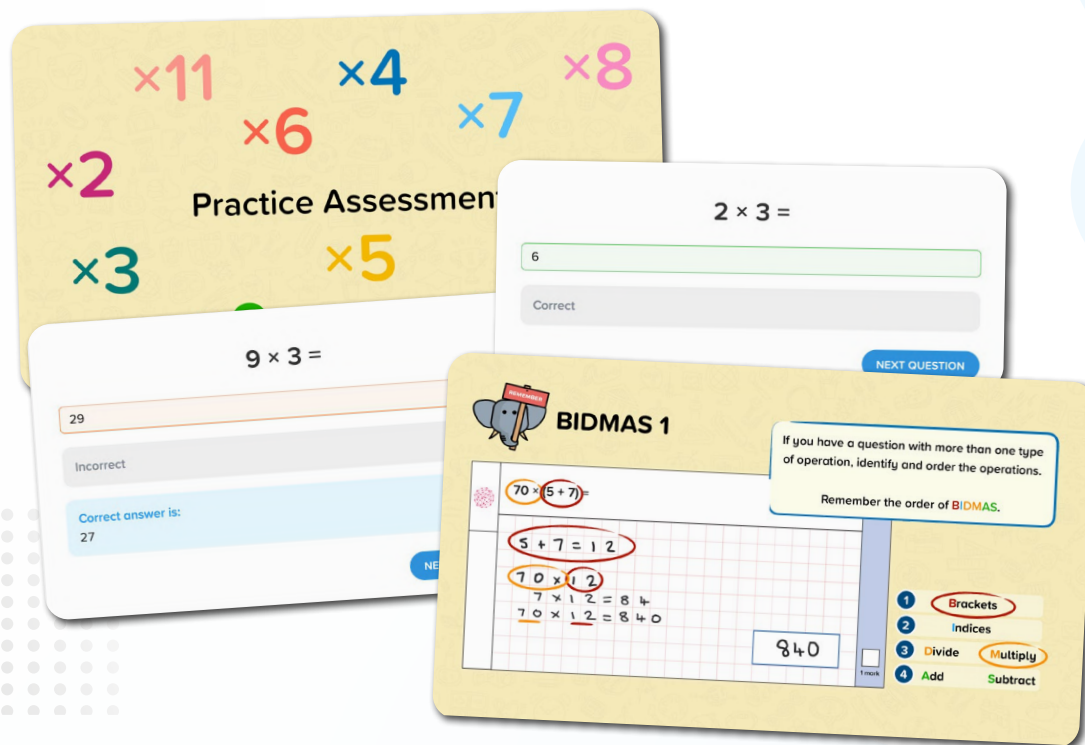 ×11
×4
×8
×6
×7
×2
Practice Assessmen
×3
×5
2 × 3 =
6
Correct
NEXT QUESTION
9 × 3 =
29
Incorrect
Correct answer is:
27
NE
REMEMBER
BIDMAS 1
If you have a question with more than one type
of operation, identify and order the operations.
Remember the order of BIDMAS.
70 × (5 + 7) =
5 + 7 = 12
70 × 12
7 × 12 = 84
70 × 12 = 840
840
1 mark
1 Brackets
2 Indices
3 Divide Multiply
4 Add Subtract